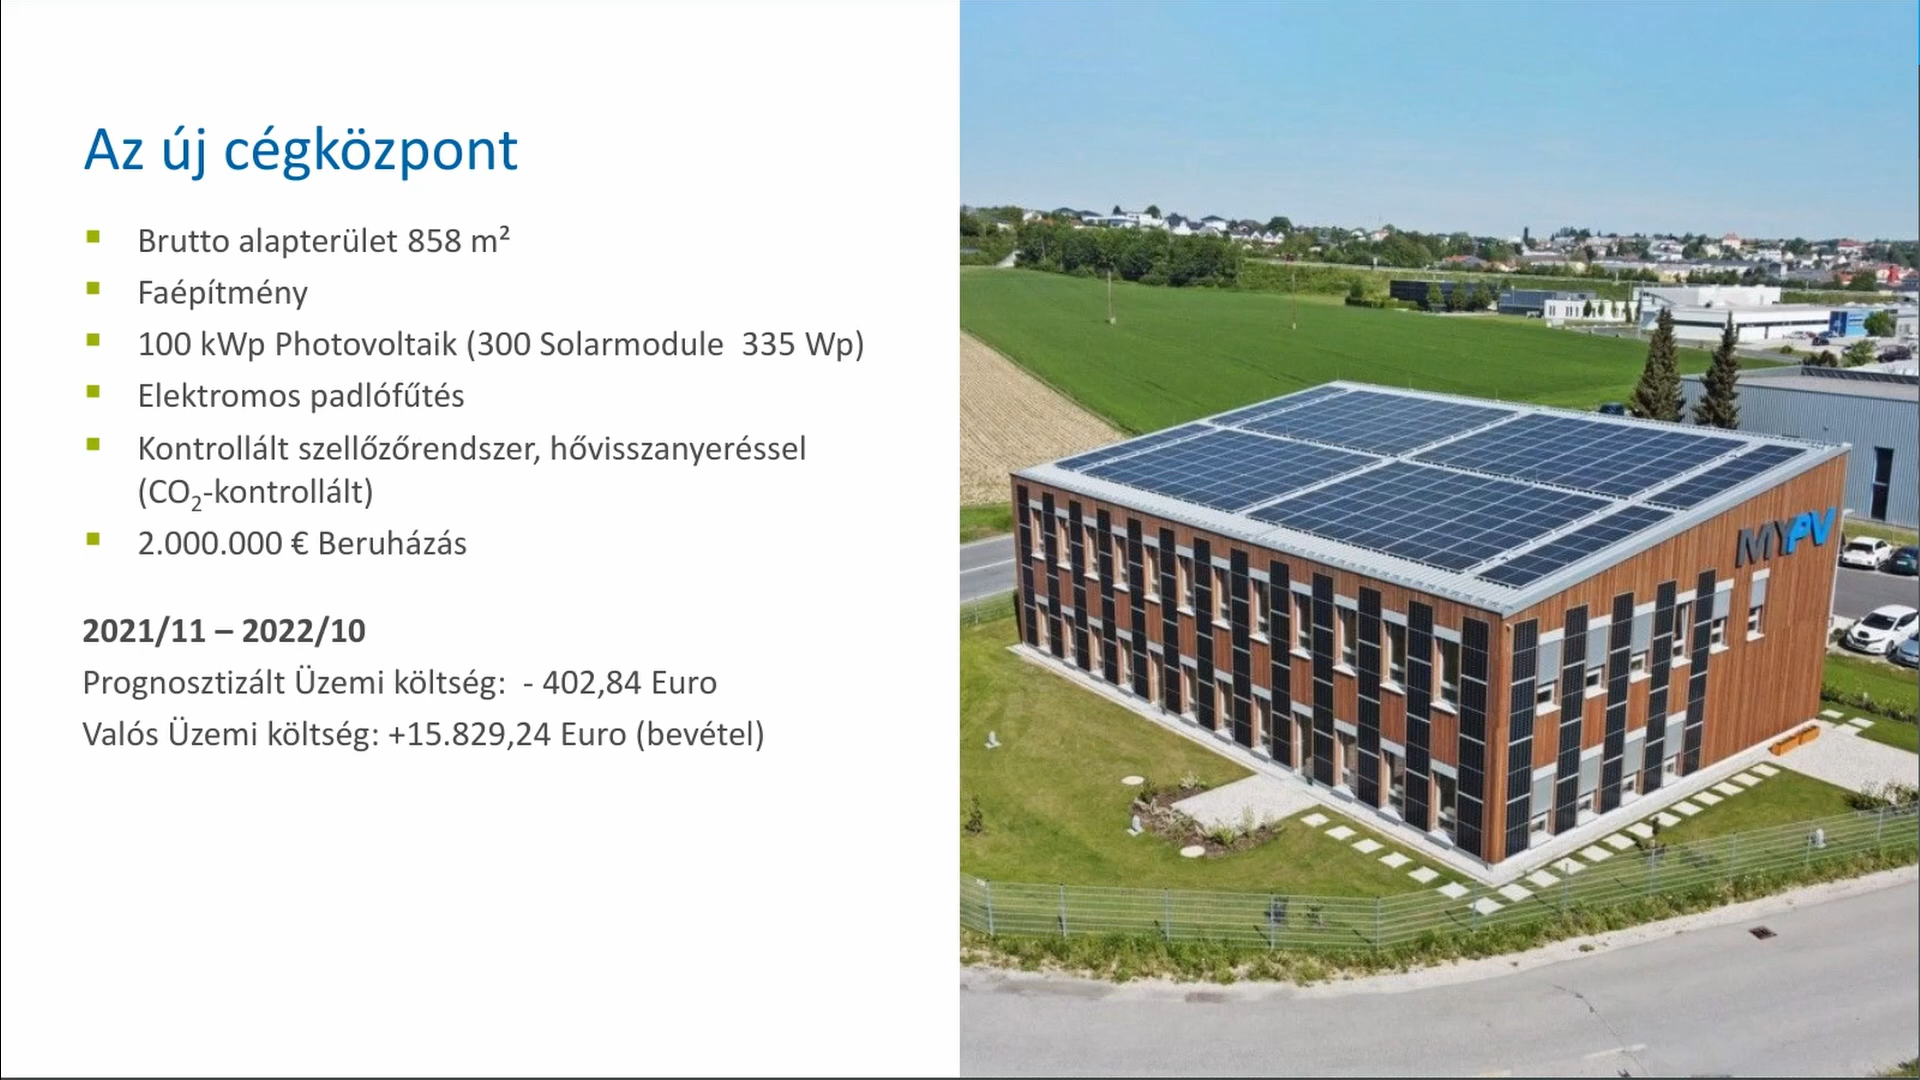 Az új cégközpont
Brutto alapterület 858 m²
Faépítmény
100 kWp Photovoltaik (300 Solarmodule  335 Wp)
Elektromos padlófűtés
Kontrollált szellőzőrendszer, hővisszanyeréssel
(CO₂-kontrollált)
2.000.000 € Beruházás
2021/11 – 2022/10
Prognosztizált Üzemi költség:  - 402,84 Euro
Valós Üzemi költség: +15.829,24 Euro (bevétel)
MYPV